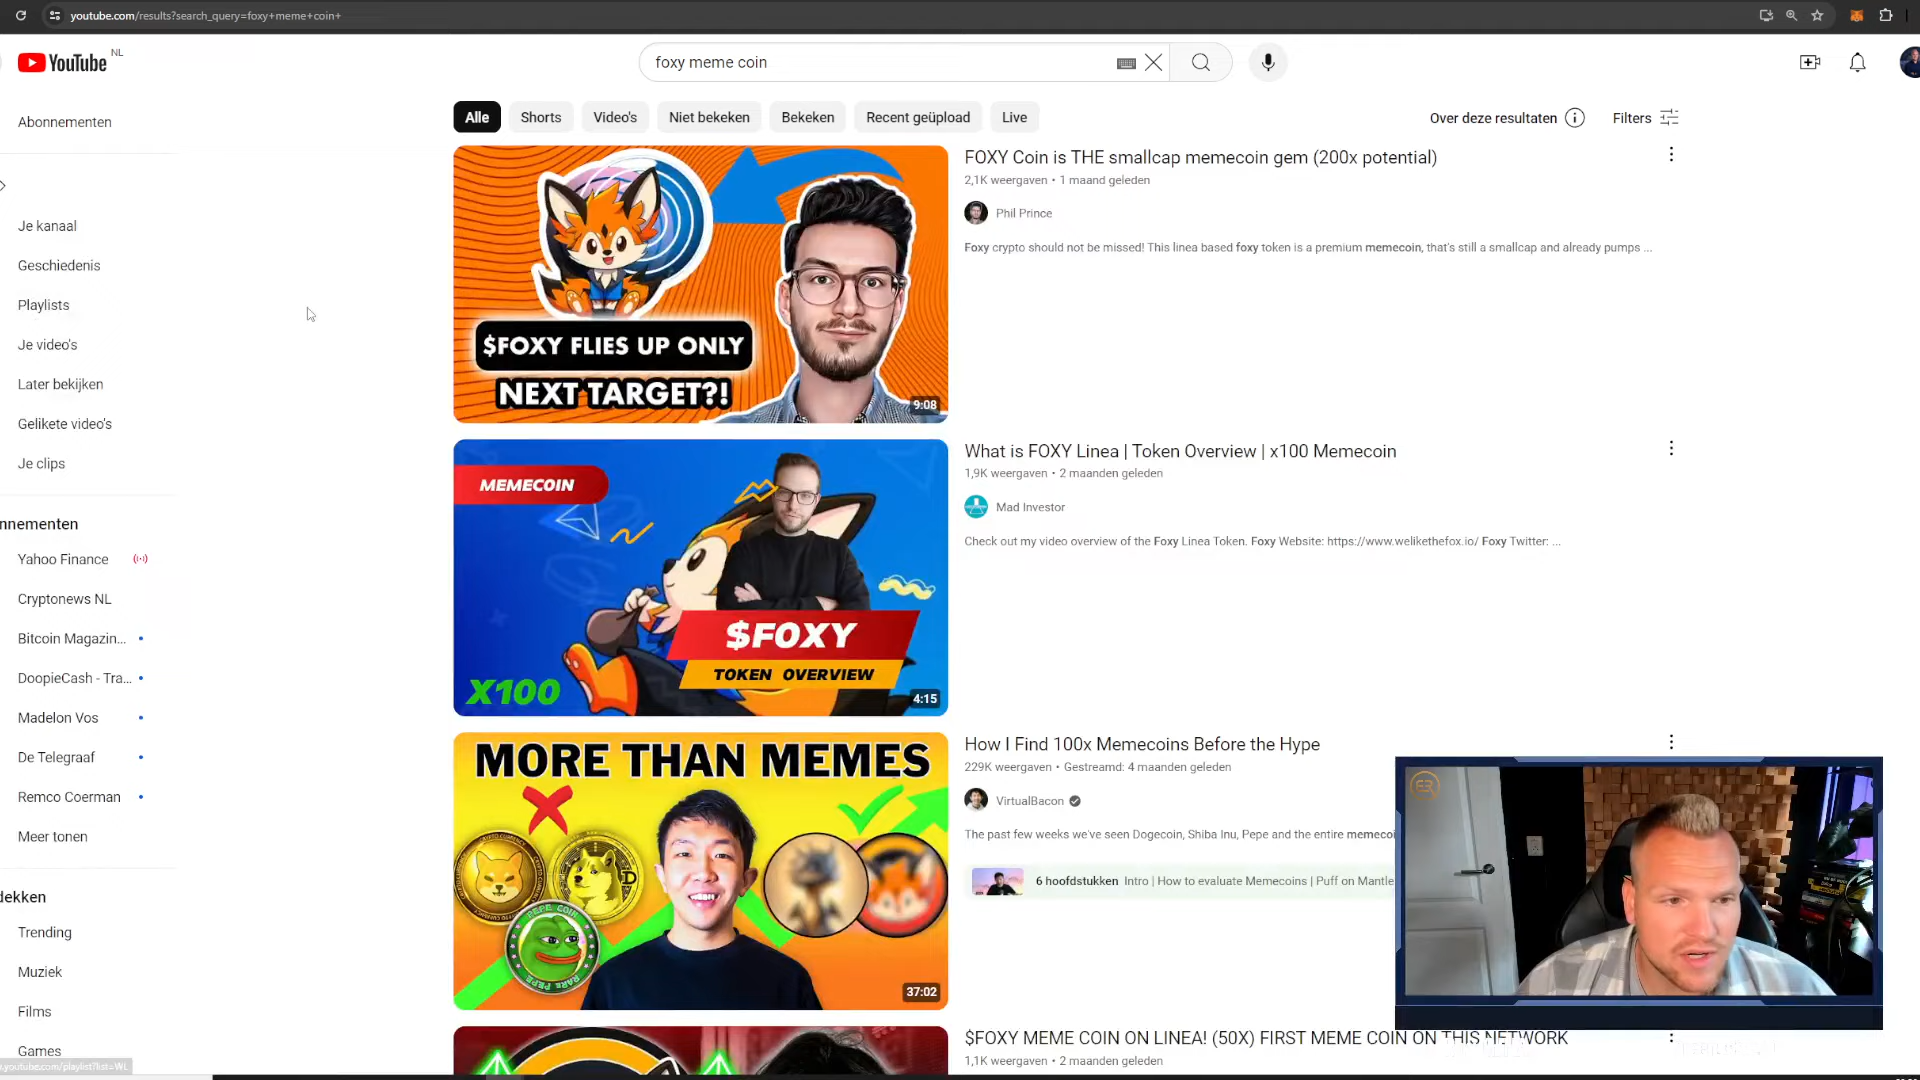 youtube.com/results?search_query=foxy+meme+coin+
YouTube NL
foxy meme coin
Abonnementen
Je kanaal
Geschiedenis
Playlists
Je video's
Later bekijken
Gelikete video's
Je clips
nnementen
Yahoo Finance
Cryptonews NL
Bitcoin Magazin...
DoopieCash - Tra...
Madelon Vos
De Telegraaf
Remco Coerman
Meer tonen
dekken
Trending
Muziek
Films
Games
.youtube.com/playlist?list=WL
Alle Shorts Video's Niet bekeken Bekeken Recent geüpload Live
Over deze resultaten Filters
$FOXY FLIES UP ONLY
NEXT TARGET?!
9:08
FOXY Coin is THE smallcap memecoin gem (200x potential)
2,1K weergaven • 1 maand geleden
Phil Prince
Foxy crypto should not be missed! This linea based foxy token is a premium memecoin, that's still a smallcap and already pumps ...
MEMECOIN
$FOXY
TOKEN OVERVIEW
X100
4:15
What is FOXY Linea | Token Overview | x100 Memecoin
1,9K weergaven • 2 maanden geleden
Mad Investor
Check out my video overview of the Foxy Linea Token. Foxy Website: https://www.welikethefox.io/ Foxy Twitter: ...
MORE THAN MEMES
PEPE COIN
RARE PEPE
37:02
How I Find 100x Memecoins Before the Hype
229K weergaven • Gestreamd: 4 maanden geleden
VirtualBacon
The past few weeks we've seen Dogecoin, Shiba Inu, Pepe and the entire memecoi
6 hoofdstukken Intro | How to evaluate Memecoins | Puff on Mantle
$FOXY MEME COIN ON LINEA! (50X) FIRST MEME COIN ON THIS NETWORK
1,1K weergaven • 2 maanden geleden